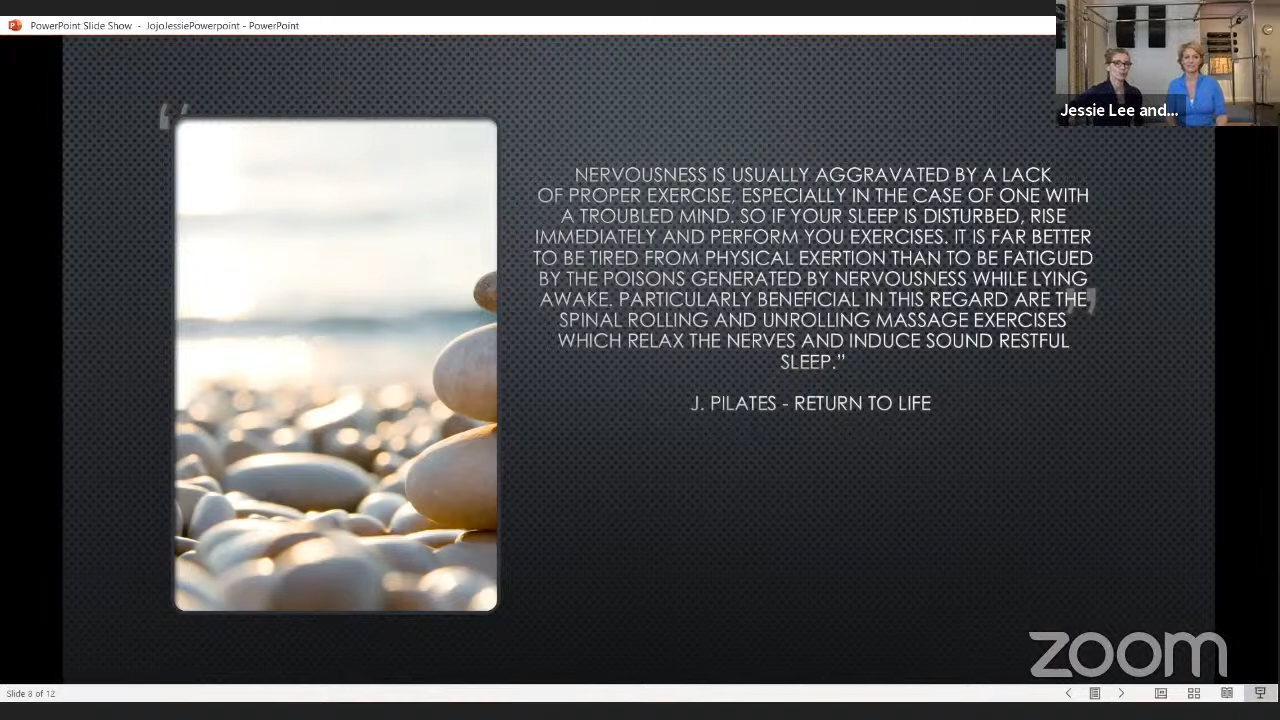 PowerPoint Slide Show - JojoJessiePowerpoint - PowerPoint
Jessie Lee and...
“
NERVOUSNESS IS USUALLY AGGRAVATED BY A LACK
OF PROPER EXERCISE, ESPECIALLY IN THE CASE OF ONE WITH
A TROUBLED MIND. SO IF YOUR SLEEP IS DISTURBED, RISE
IMMEDIATELY AND PERFORM YOU EXERCISES. IT IS FAR BETTER
TO BE TIRED FROM PHYSICAL EXERTION THAN TO BE FATIGUED
BY THE POISONS GENERATED BY NERVOUSNESS WHILE LYING
AWAKE. PARTICULARLY BENEFICIAL IN THIS REGARD ARE THE
”
SPINAL ROLLING AND UNROLLING MASSAGE EXERCISES
WHICH RELAX THE NERVES AND INDUCE SOUND RESTFUL
SLEEP.”
J. PILATES - RETURN TO LIFE
zoom
Slide 8 of 12